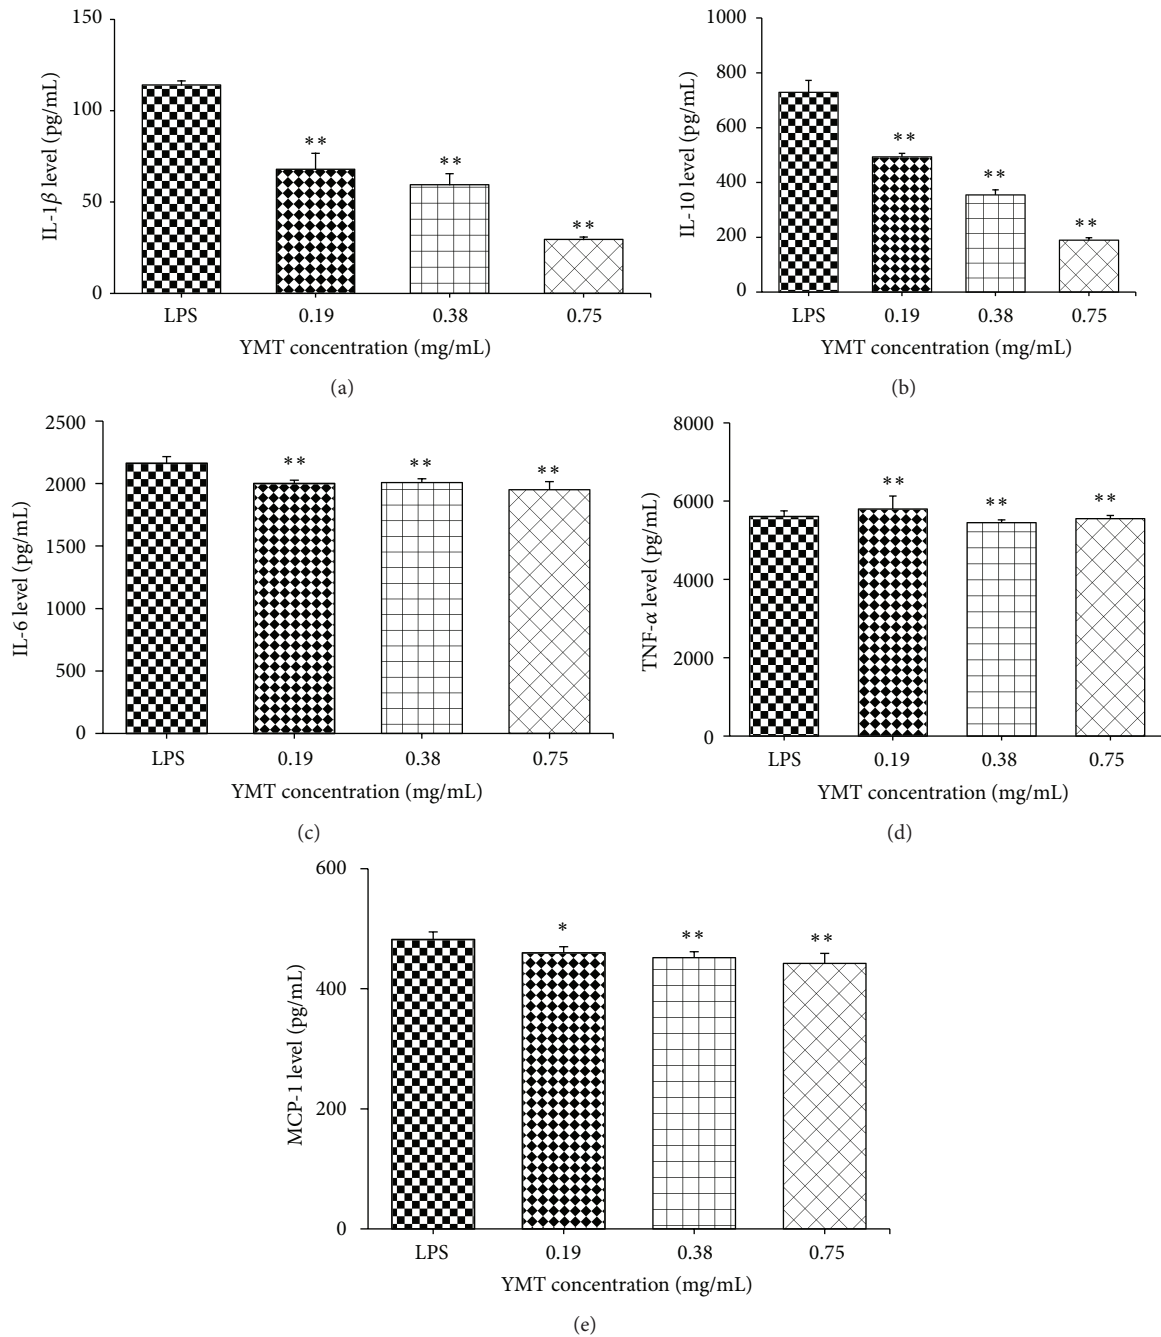 150
100
50
0
IL-1β level (pg/mL)
**
**
**
LPS 0.19 0.38 0.75
YMT concentration (mg/mL)
(a)
1000
800
600
400
200
0
IL-10 level (pg/mL)
**
**
**
LPS 0.19 0.38 0.75
YMT concentration (mg/mL)
(b)
2500
2000
1500
1000
500
0
IL-6 level (pg/mL)
**
**
**
LPS 0.19 0.38 0.75
YMT concentration (mg/mL)
(c)
8000
6000
4000
2000
0
TNF-α level (pg/mL)
**
**
**
LPS 0.19 0.38 0.75
YMT concentration (mg/mL)
(d)
600
400
200
0
MCP-1 level (pg/mL)
*
**
**
LPS 0.19 0.38 0.75
YMT concentration (mg/mL)
(e)